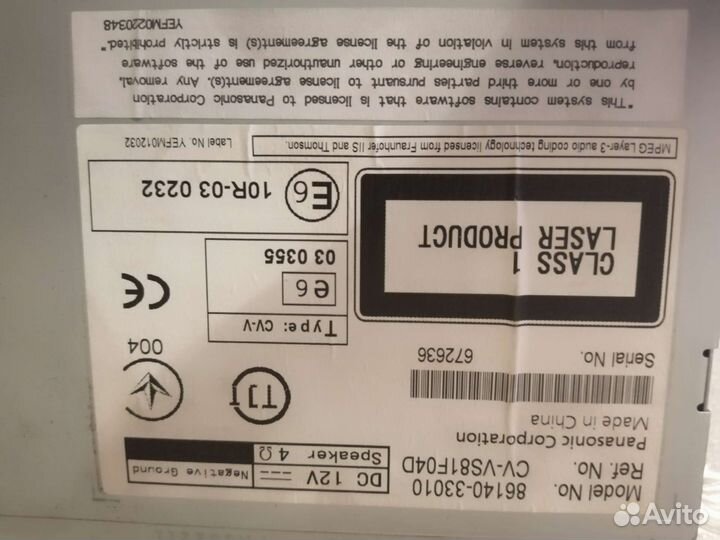 Model No. 86140-33010
Ref. No. CV-VS81F04D
Panasonic Corporation
Made in China
DC 12V
Negative Ground
Speaker 4Ω
Serial No.
672636
TJ
004
Type: CV-V
e6
03 0355
CE
CLASS 1
LASER PRODUCT
E6
10R-03 0232
MPEG Layer-3 audio coding technology licensed from Fraunhofer IIS and Thomson.
Label No. YEFM012032
"This system contains software that is licensed to Panasonic Corporation
by one or more third parties pursuant to license agreement(s). Any removal,
reproduction, reverse engineering or other unauthorized use of the software
from this system in violation of the license agreement(s) is strictly prohibited."
YEFM0220348
Avito